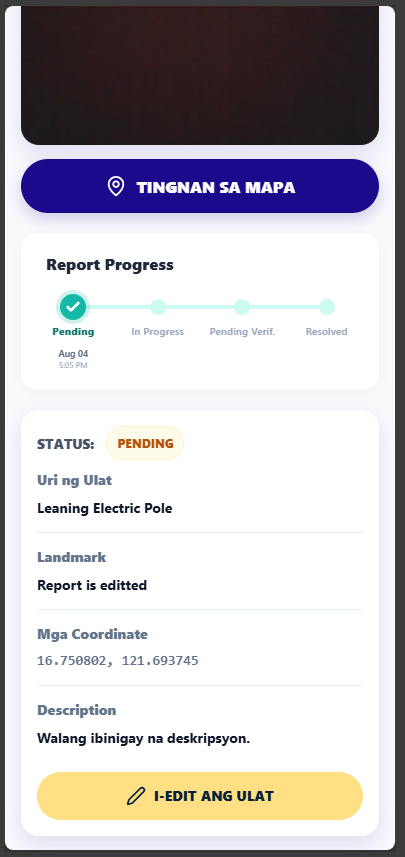 TINGNAN SA MAPA
Report Progress
Pending In Progress Pending Verif. Resolved
Aug 04
5:05 PM
STATUS: PENDING
Uri ng Ulat
Leaning Electric Pole
Landmark
Report is editted
Mga Coordinate
16.750802, 121.693745
Description
Walang ibinigay na deskripsyon.
I-EDIT ANG ULAT